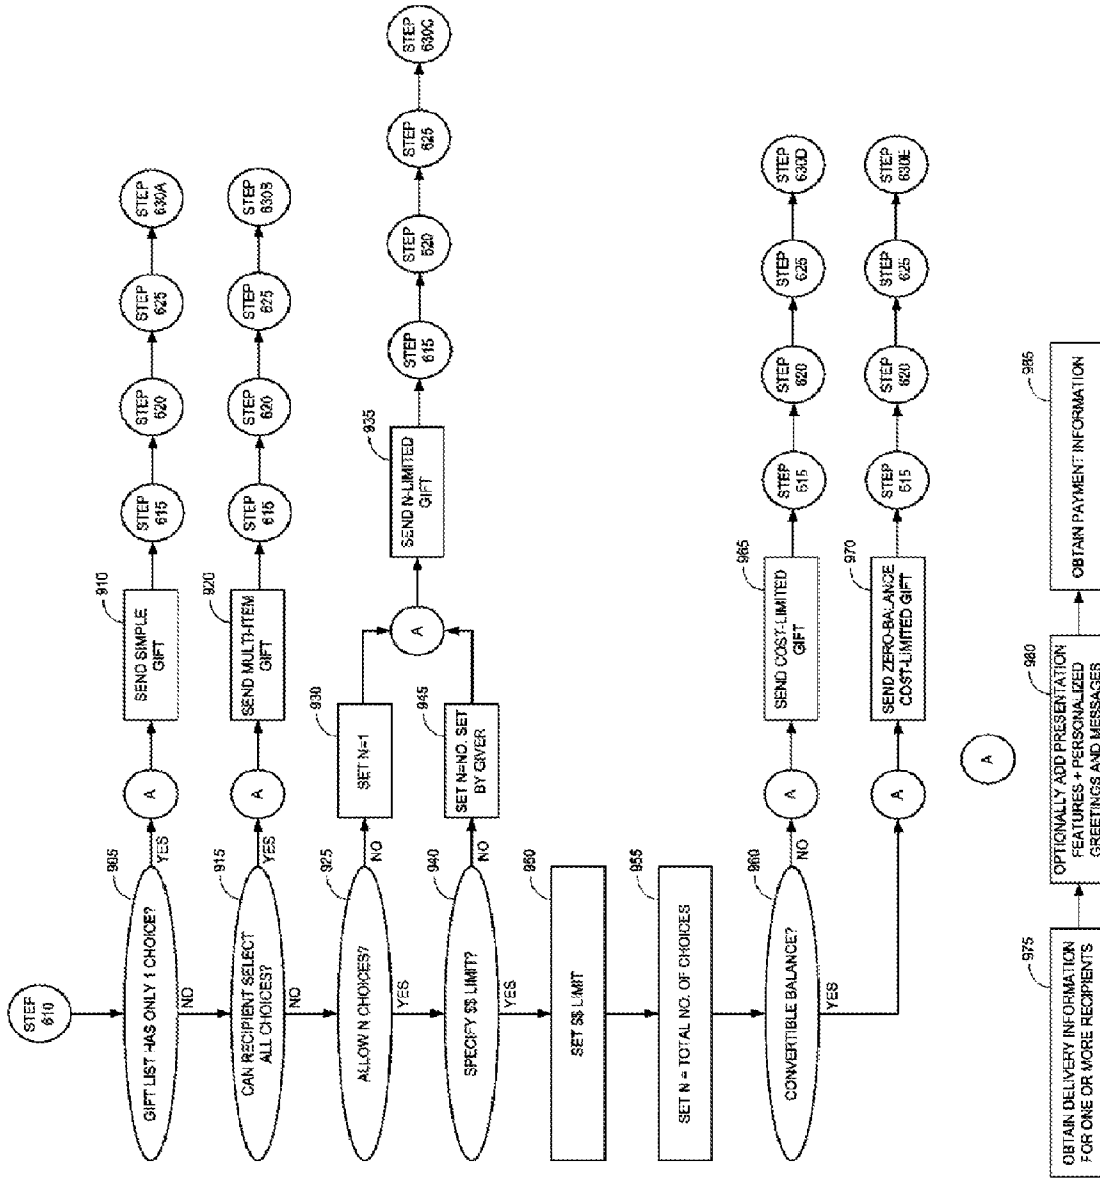 STEP
610
GIFT LIST HAS ONLY 1 CHOICE?
905
YES
NO
A
SEND SIMPLE
GIFT
910
STEP
615
STEP
620
STEP
625
STEP
630A
CAN RECIPIENT SELECT
ALL CHOICES?
915
YES
NO
A
SEND MULTI-ITEM
GIFT
920
STEP
615
STEP
620
STEP
625
STEP
630B
ALLOW N CHOICES?
925
NO
YES
SET N=1
930
A
SEND N-LIMITED
GIFT
935
STEP
615
STEP
620
STEP
625
STEP
630C
SPECIFY $$ LIMIT?
940
NO
YES
SET N=NO. SET
BY GIVER
945
SET $$ LIMIT
950
SET N = TOTAL NO. OF CHOICES
955
CONVERTIBLE BALANCE?
960
NO
YES
A
SEND COST-LIMITED
GIFT
965
STEP
615
STEP
620
STEP
625
STEP
630D
A
SEND ZERO-BALANCE
COST-LIMITED GIFT
970
STEP
615
STEP
620
STEP
625
STEP
630E
A
OBTAIN DELIVERY INFORMATION
FOR ONE OR MORE RECIPIENTS
975
OPTIONALLY ADD PRESENTATION
FEATURES + PERSONALIZED
GREETINGS AND MESSAGES
980
OBTAIN PAYMENT INFORMATION
985